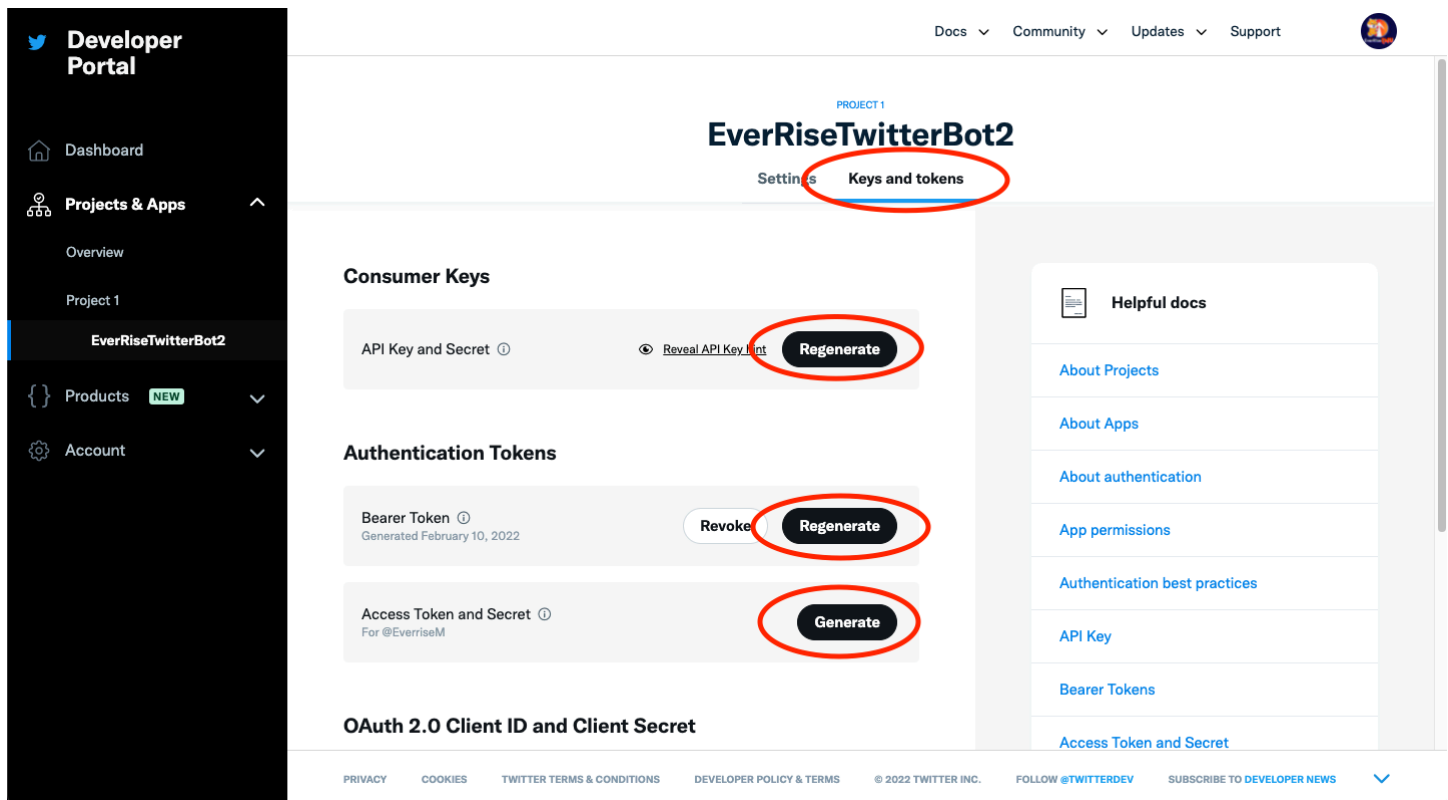 Developer
Portal
Docs
Community
Updates
Support
Dashboard
Projects & Apps
Overview
Project 1
EverRiseTwitterBot2
Products NEW
Account
PROJECT 1
EverRiseTwitterBot2
Settings
Keys and tokens
Consumer Keys
API Key and Secret
Reveal API Key hint
Regenerate
Authentication Tokens
Bearer Token
Generated February 10, 2022
Revoke
Regenerate
Access Token and Secret
For @EverriseM
Generate
OAuth 2.0 Client ID and Client Secret
Helpful docs
About Projects
About Apps
About authentication
App permissions
Authentication best practices
API Key
Bearer Tokens
Access Token and Secret
PRIVACY
COOKIES
TWITTER TERMS & CONDITIONS
DEVELOPER POLICY & TERMS
© 2022 TWITTER INC.
FOLLOW @TWITTERDEV
SUBSCRIBE TO DEVELOPER NEWS